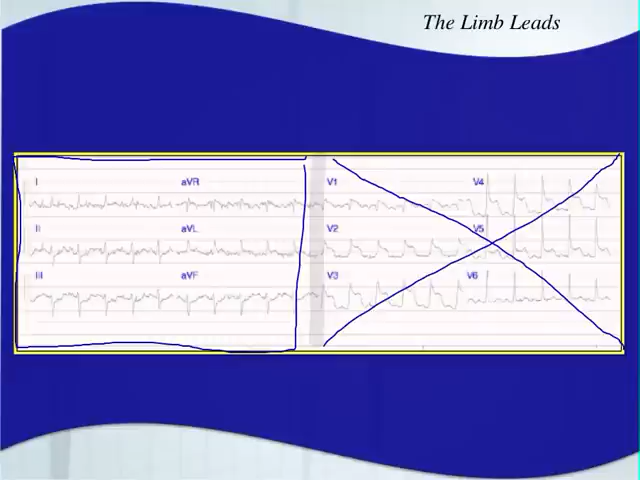 The Limb Leads
I aVR V1 V4
II aVL V2 V5
III aVF V3 V6